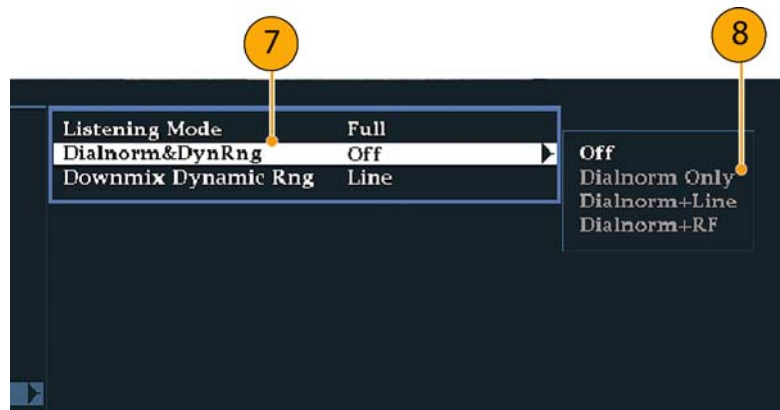 7
8
Listening Mode Full
Dialnorm&DynRng Off
Downmix Dynamic Rng Line
Off
Dialnorm Only
Dialnorm+Line
Dialnorm+RF